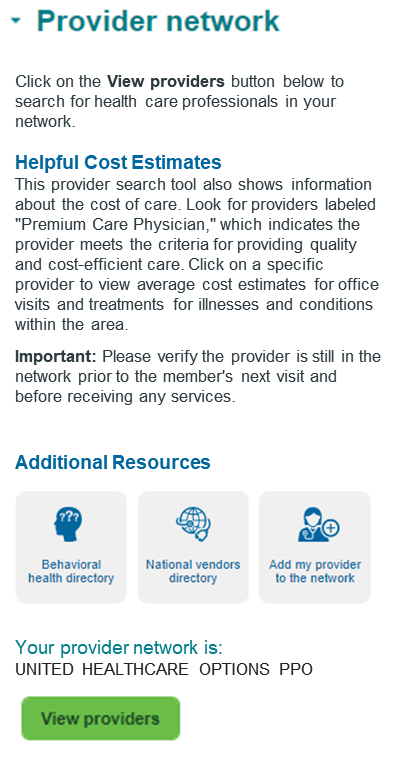 Provider network
Click on the View providers button below to
search for health care professionals in your
network.
Helpful Cost Estimates
This provider search tool also shows information
about the cost of care. Look for providers labeled
"Premium Care Physician," which indicates the
provider meets the criteria for providing quality
and cost-efficient care. Click on a specific
provider to view average cost estimates for office
visits and treatments for illnesses and conditions
within the area.
Important: Please verify the provider is still in the
network prior to the member's next visit and
before receiving any services.
Additional Resources
???
Behavioral
health directory
National vendors
directory
Add my provider
to the network
Your provider network is:
UNITED HEALTHCARE OPTIONS PPO
View providers